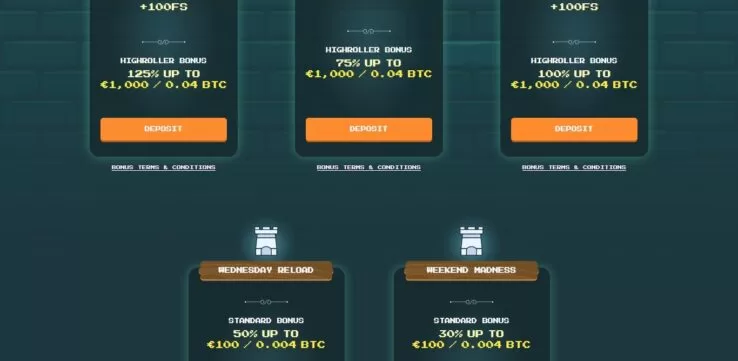 +100FS
+100FS
HIGHROLLER BONUS
125% UP TO
€1,000 / 0.04 BTC
DEPOSIT
BONUS TERMS & CONDITIONS
HIGHROLLER BONUS
75% UP TO
€1,000 / 0.04 BTC
DEPOSIT
BONUS TERMS & CONDITIONS
HIGHROLLER BONUS
100% UP TO
€1,000 / 0.04 BTC
DEPOSIT
BONUS TERMS & CONDITIONS
WEDNESDAY RELOAD
STANDARD BONUS
50% UP TO
€100 / 0.004 BTC
WEEKEND MADNESS
STANDARD BONUS
30% UP TO
€100 / 0.004 BTC